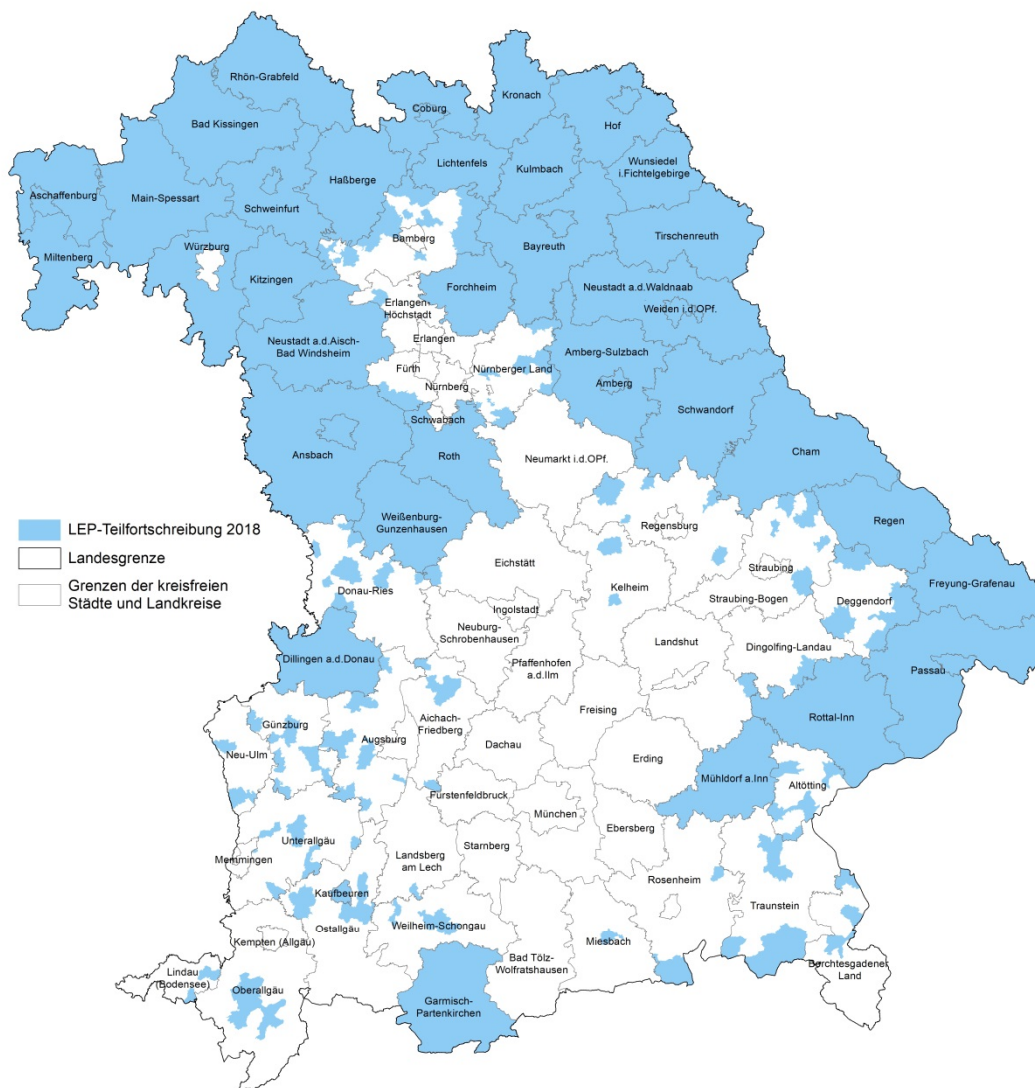 Rhön-Grabfeld
Kronach
Coburg
Hof
Bad Kissingen
Lichtenfels
Kulmbach
Wunsiedel
i.Fichtelgebirge
Haßberge
Aschaffenburg
Main-Spessart
Schweinfurt
Tirschenreuth
Bamberg
Bayreuth
Würzburg
Miltenberg
Kitzingen
Forchheim
Neustadt a.d.Waldnaab
Erlangen-
Höchstadt
Weiden i.d.OPf.
Neustadt a.d.Aisch-
Bad Windsheim
Erlangen
Amberg-Sulzbach
Fürth
Nürnberger Land
Nürnberg
Amberg
Schwandorf
Schwabach
Ansbach
Roth
Cham
Neumarkt i.d.OPf.
Weißenburg-
Gunzenhausen
Regen
LEP-Teilfortschreibung 2018
Landesgrenze
Grenzen der kreisfreien
Städte und Landkreise
Regensburg
Eichstätt
Straubing
Kelheim
Freyung-Grafenau
Donau-Ries
Straubing-Bogen
Deggendorf
Ingolstadt
Neuburg-
Schrobenhausen
Landshut
Dingolfing-Landau
Dillingen a.d.Donau
Pfaffenhofen
a.d.Ilm
Passau
Freising
Rottal-Inn
Günzburg
Aichach-
Friedberg
Augsburg
Dachau
Neu-Ulm
Erding
Mühldorf a.Inn
Altötting
Fürstenfeldbruck
München
Ebersberg
Unterallgäu
Starnberg
Memmingen
Landsberg
am Lech
Rosenheim
Kaufbeuren
Traunstein
Weilheim-Schongau
Ostallgäu
Miesbach
Kempten (Allgäu)
Bad Tölz-
Wolfratshausen
Berchtesgadener
Land
Lindau
(Bodensee)
Oberallgäu
Garmisch-
Partenkirchen